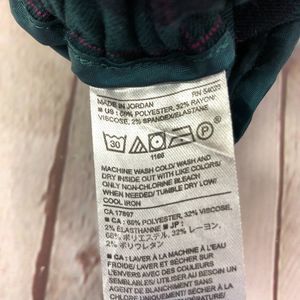 MADE IN JORDAN RN 54023
■ US : 66% POLYESTER, 32% RAYON/
VISCOSE, 2% SPANDEX/ELASTANE
30 P
1166
MACHINE WASH COLD/ WASH AND
DRY INSIDE OUT WITH LIKE COLORS/
ONLY NON-CHLORINE BLEACH
WHEN NEEDED/ TUMBLE DRY LOW/
COOL IRON
CA 17897
■ CA : 66% POLYESTER, 32% VISCOSE,
2% ÉLASTHANNE ■ JP :
66% ポリエステル, 32% レーヨン,
2% ポリウレタン
■ CA : LAVER À LA MACHINE À L'EAU
FROIDE/ LAVER ET SÉCHER SUR
L'ENVERS AVEC DES COULEURS
SEMBLABLES/ UTILISER AU BESOIN
UN AGENT DE BLANCHIMENT SANS
CHLORE UNIQUEMENT/ SÉCHER À LA